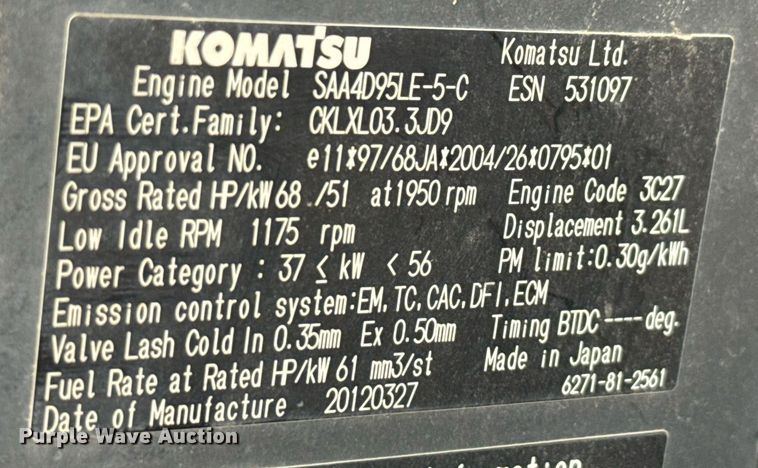 KOMATSU Komatsu Ltd.
Engine Model SAA4D95LE-5-C ESN 531097
EPA Cert.Family: CKLXL03.3JD9
EU Approval NO. e11*97/68JA*2004/26*0795*01
Gross Rated HP/kW 68 /51 at 1950 rpm Engine Code 3C27
Low Idle RPM 1175 rpm Displacement 3.261L
Power Category : 37 ≤ kW < 56 PM limit:0.30g/kWh
Emission control system:EM,TC,CAC,DFI,ECM
Valve Lash Cold In 0.35mm Ex 0.50mm Timing BTDC ----deg.
Fuel Rate at Rated HP/kW 61 mm3/st Made in Japan
Date of Manufacture 20120327 6271-81-2561
Purple Wave Auction